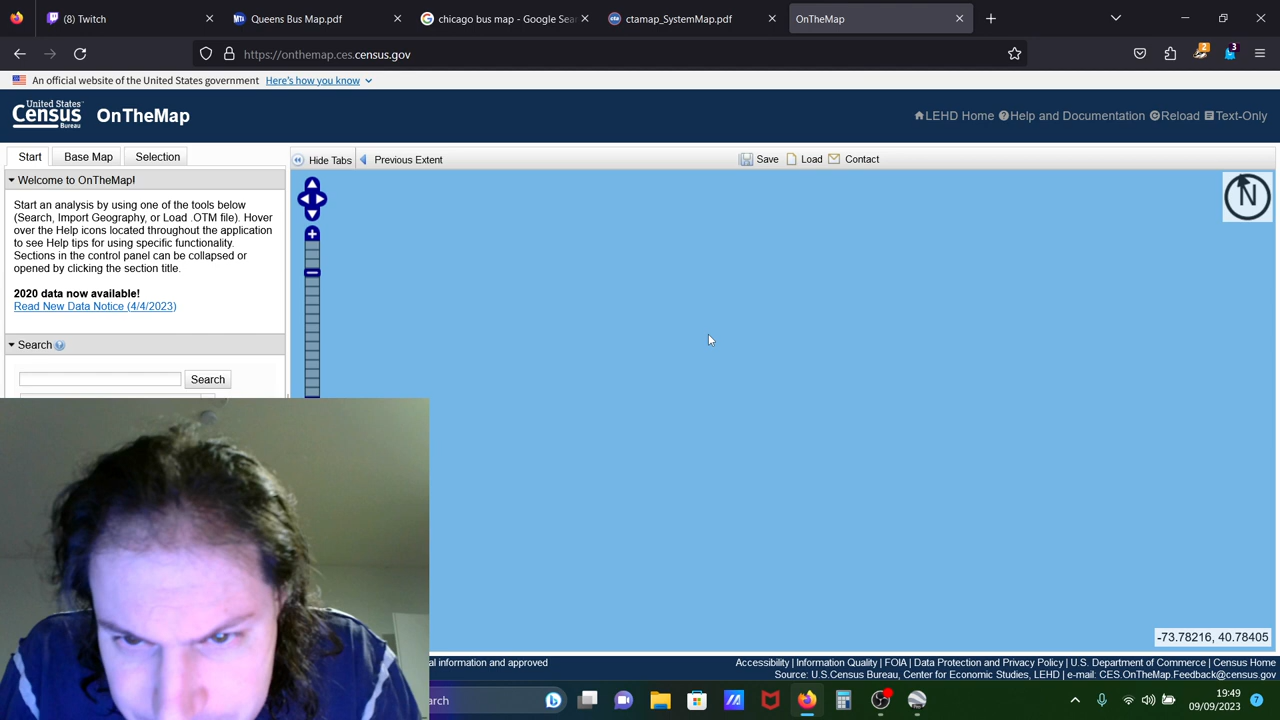 Twitch
Queens Bus Map.pdf
chicago bus map - Google Sea
ctamap_SystemMap.pdf
OnTheMap
https://onthemap.ces.census.gov
2
3
An official website of the United States government Here's how you know
United States
Census
Bureau
OnTheMap
LEHD Home Help and Documentation Reload Text-Only
Start Base Map Selection
Hide Tabs Previous Extent Save Load Contact
Welcome to OnTheMap!
Start an analysis by using one of the tools below
(Search, Import Geography, or Load .OTM file). Hover
over the Help icons located throughout the application
to see Help tips for using specific functionality.
Sections in the control panel can be collapsed or
opened by clicking the section title.
2020 data now available!
Read New Data Notice (4/4/2023)
Search
Search
N
-73.78216, 40.78405
al information and approved
Accessibility | Information Quality | FOIA | Data Protection and Privacy Policy | U.S. Department of Commerce | Census Home
Source: U.S.Census Bureau, Center for Economic Studies, LEHD | e-mail: CES.OnTheMap.Feedback@census.gov
earch
19:49
09/09/2023
7